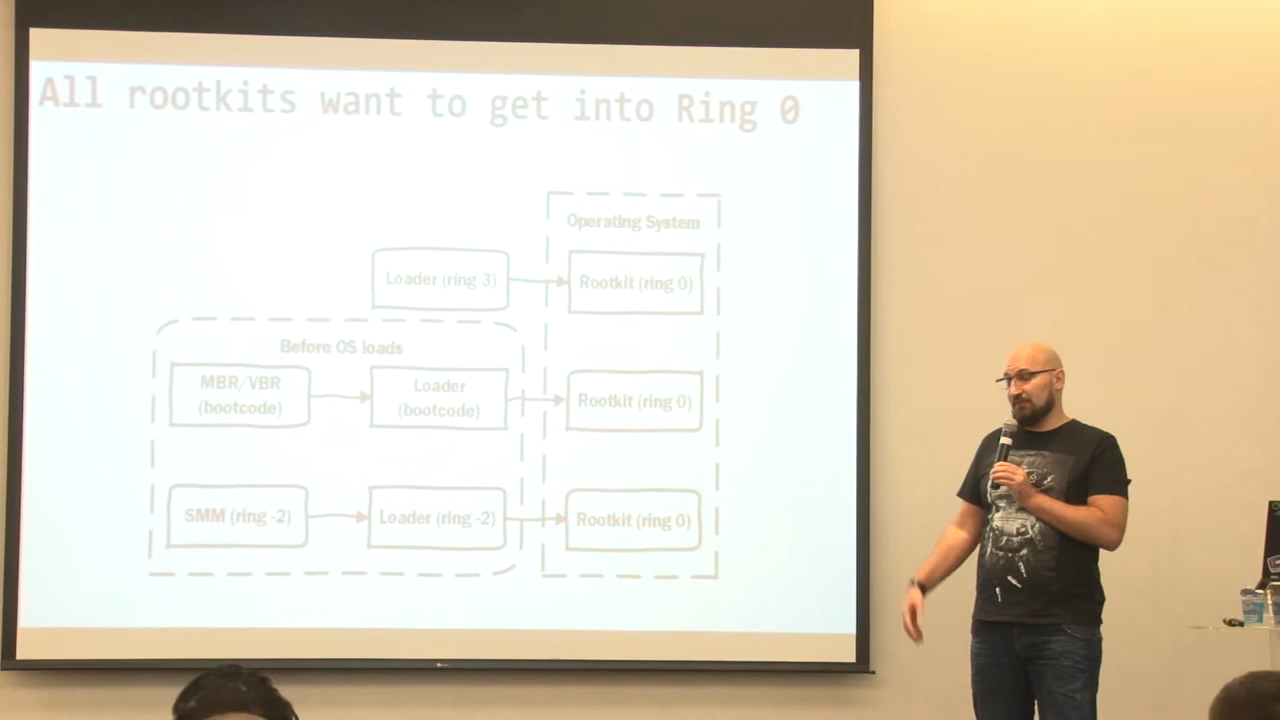 All rootkits want to get into Ring 0
Operating System
Loader (ring 3)
Rootkit (ring 0)
Before OS loads
MBR/VBR
(bootcode)
Loader
(bootcode)
Rootkit (ring 0)
SMM (ring -2)
Loader (ring -2)
Rootkit (ring 0)